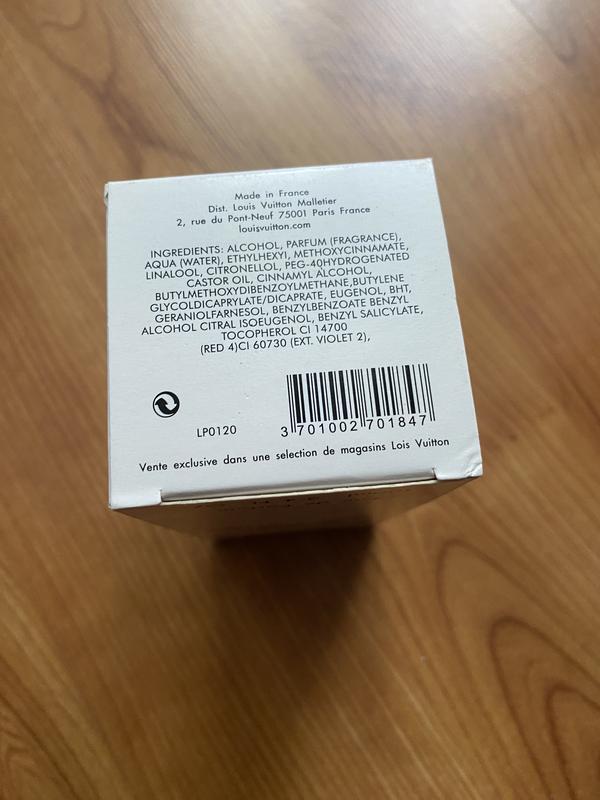 Made in France
Dist. Louis Vuitton Malletier
2, rue du Pont-Neuf 75001 Paris France
louisvuitton.com
INGREDIENTS: ALCOHOL, PARFUM (FRAGRANCE),
AQUA (WATER), ETHYLHEXYI, METHOXYCINNAMATE,
LINALOOL, CITRONELLOL, PEG-40HYDROGENATED
CASTOR OIL, CINNAMYL ALCOHOL,
BUTYLMETHOXYDIBENZOYLMETHANE,BUTYLENE
GLYCOLDICAPRYLATE/DICAPRATE, EUGENOL, BHT,
GERANIOLFARNESOL, BENZYLBENZOATE BENZYL
ALCOHOL CITRAL ISOEUGENOL, BENZYL SALICYLATE,
TOCOPHEROL CI 14700
(RED 4)CI 60730 (EXT. VIOLET 2),
LP0120
3 701002 701847
Vente exclusive dans une selection de magasins Lois Vuitton